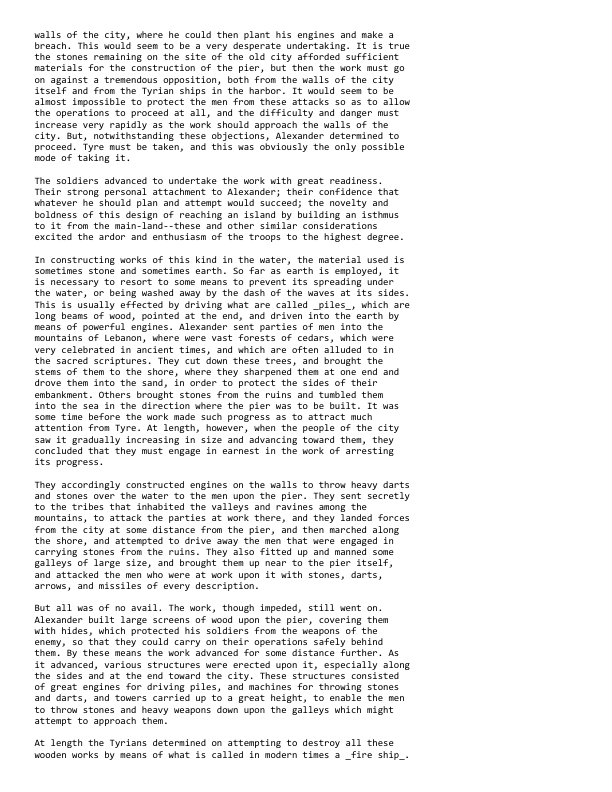 walls of the city, where he could then plant his engines and make a
breach. This would seem to be a very desperate undertaking. It is true
the stones remaining on the site of the old city afforded sufficient
materials for the construction of the pier, but then the work must go
on against a tremendous opposition, both from the walls of the city
itself and from the Tyrian ships in the harbor. It would seem to be
almost impossible to protect the men from these attacks so as to allow
the operations to proceed at all, and the difficulty and danger must
increase very rapidly as the work should approach the walls of the
city. But, notwithstanding these objections, Alexander determined to
proceed. Tyre must be taken, and this was obviously the only possible
mode of taking it.

The soldiers advanced to undertake the work with great readiness.
Their strong personal attachment to Alexander; their confidence that
whatever he should plan and attempt would succeed; the novelty and
boldness of this design of reaching an island by building an isthmus
to it from the main-land--these and other similar considerations
excited the ardor and enthusiasm of the troops to the highest degree.

In constructing works of this kind in the water, the material used is
sometimes stone and sometimes earth. So far as earth is employed, it
is necessary to resort to some means to prevent its spreading under
the water, or being washed away by the dash of the waves at its sides.
This is usually effected by driving what are called _piles_, which are
long beams of wood, pointed at the end, and driven into the earth by
means of powerful engines. Alexander sent parties of men into the
mountains of Lebanon, where were vast forests of cedars, which were
very celebrated in ancient times, and which are often alluded to in
the sacred scriptures. They cut down these trees, and brought the
stems of them to the shore, where they sharpened them at one end and
drove them into the sand, in order to protect the sides of their
embankment. Others brought stones from the ruins and tumbled them
into the sea in the direction where the pier was to be built. It was
some time before the work made such progress as to attract much
attention from Tyre. At length, however, when the people of the city
saw it gradually increasing in size and advancing toward them, they
concluded that they must engage in earnest in the work of arresting
its progress.

They accordingly constructed engines on the walls to throw heavy darts
and stones over the water to the men upon the pier. They sent secretly
to the tribes that inhabited the valleys and ravines among the
mountains, to attack the parties at work there, and they landed forces
from the city at some distance from the pier, and then marched along
the shore, and attempted to drive away the men that were engaged in
carrying stones from the ruins. They also fitted up and manned some
galleys of large size, and brought them up near to the pier itself,
and attacked the men who were at work upon it with stones, darts,
arrows, and missiles of every description.

But all was of no avail. The work, though impeded, still went on.
Alexander built large screens of wood upon the pier, covering them
with hides, which protected his soldiers from the weapons of the
enemy, so that they could carry on their operations safely behind
them. By these means the work advanced for some distance further. As
it advanced, various structures were erected upon it, especially along
the sides and at the end toward the city. These structures consisted
of great engines for driving piles, and machines for throwing stones
and darts, and towers carried up to a great height, to enable the men
to throw stones and heavy weapons down upon the galleys which might
attempt to approach them.

At length the Tyrians determined on attempting to destroy all these
wooden works by means of what is called in modern times a _fire ship_.